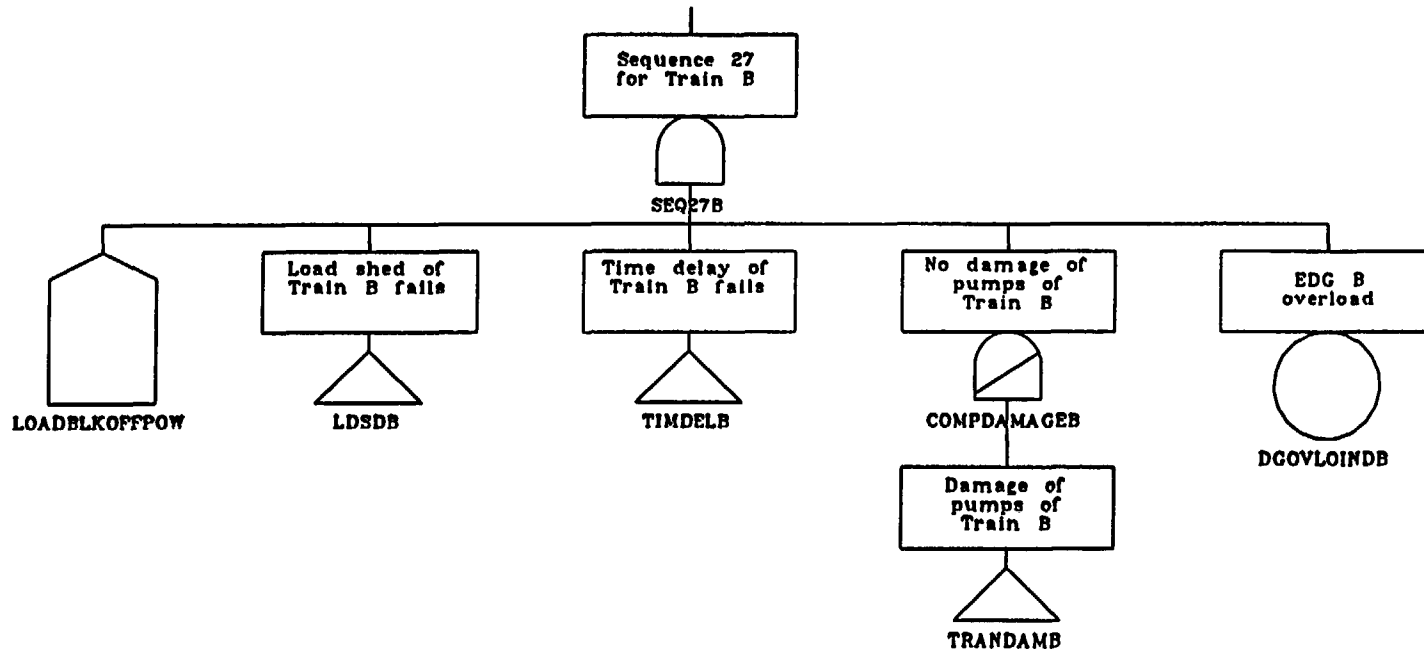 Sequence 27
for Train B
SEQ27B
Load shed of
Train B fails
Time delay of
Train B fails
No damage of
pumps of
Train B
EDG B
overload
LOADBLKOFFPOW
LDSDB
TIMDELB
COMPDAMAGEB
DGOVLOINDB
Damage of
pumps of
Train B
TRANDAMB